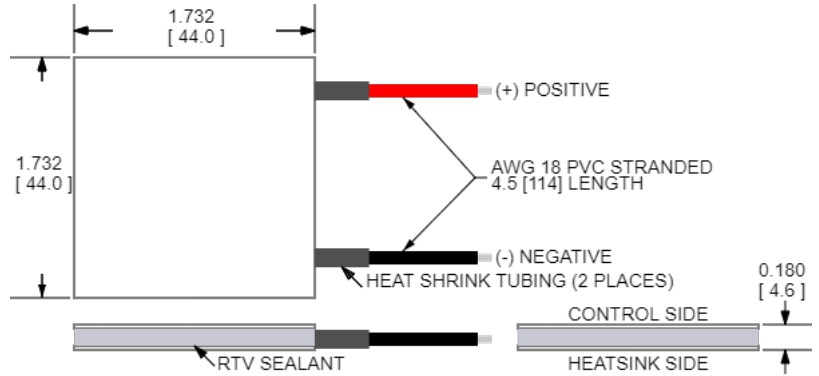 1.732
[ 44.0 ]
(+) POSITIVE
1.732
[ 44.0 ]
AWG 18 PVC STRANDED
4.5 [114] LENGTH
(-) NEGATIVE
HEAT SHRINK TUBING (2 PLACES)
0.180
[ 4.6 ]
CONTROL SIDE
RTV SEALANT
HEATSINK SIDE